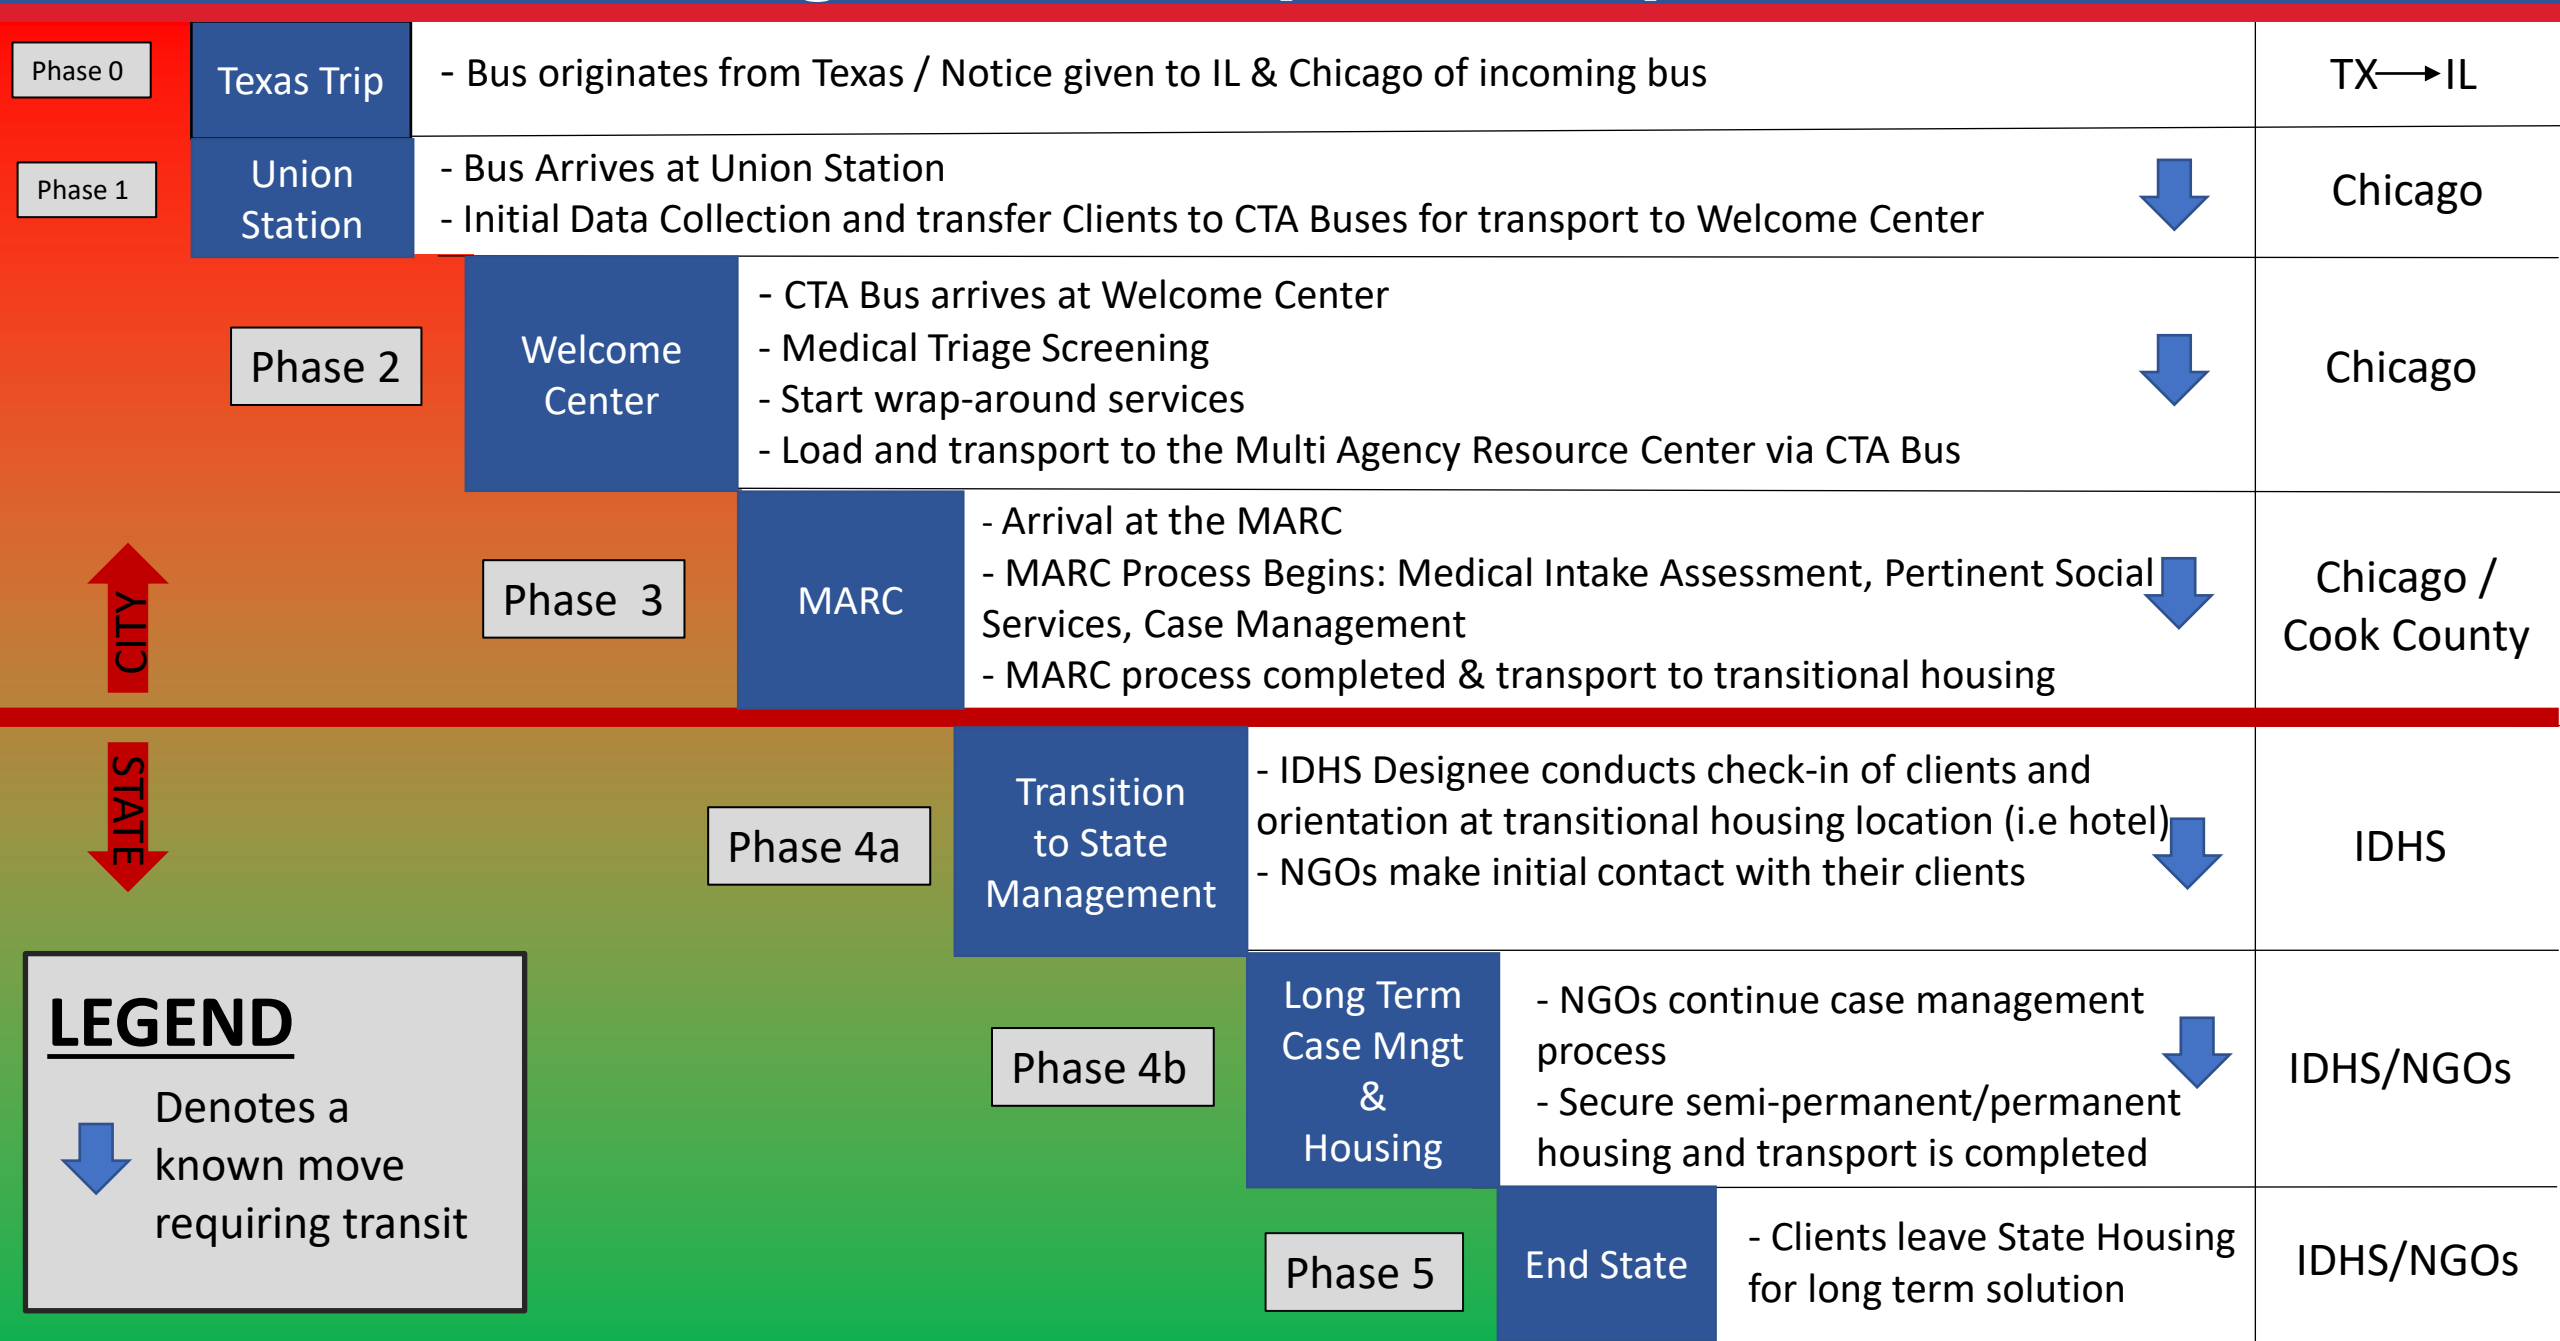 Phase 0
Texas Trip
- Bus originates from Texas / Notice given to IL & Chicago of incoming bus
TX→IL
Phase 1
Union
Station
- Bus Arrives at Union Station
- Initial Data Collection and transfer Clients to CTA Buses for transport to Welcome Center
Chicago
Phase 2
Welcome
Center
- CTA Bus arrives at Welcome Center
- Medical Triage Screening
- Start wrap-around services
- Load and transport to the Multi Agency Resource Center via CTA Bus
Chicago
CITY
Phase 3
MARC
- Arrival at the MARC
- MARC Process Begins: Medical Intake Assessment, Pertinent Social
Services, Case Management
- MARC process completed & transport to transitional housing
Chicago /
Cook County
STATE
Phase 4a
Transition
to State
Management
- IDHS Designee conducts check-in of clients and
orientation at transitional housing location (i.e hotel)
- NGOs make initial contact with their clients
IDHS
Phase 4b
Long Term
Case Mngt
&
Housing
- NGOs continue case management
process
- Secure semi-permanent/permanent
housing and transport is completed
IDHS/NGOs
Phase 5
End State
- Clients leave State Housing
for long term solution
IDHS/NGOs
LEGEND
Denotes a
known move
requiring transit